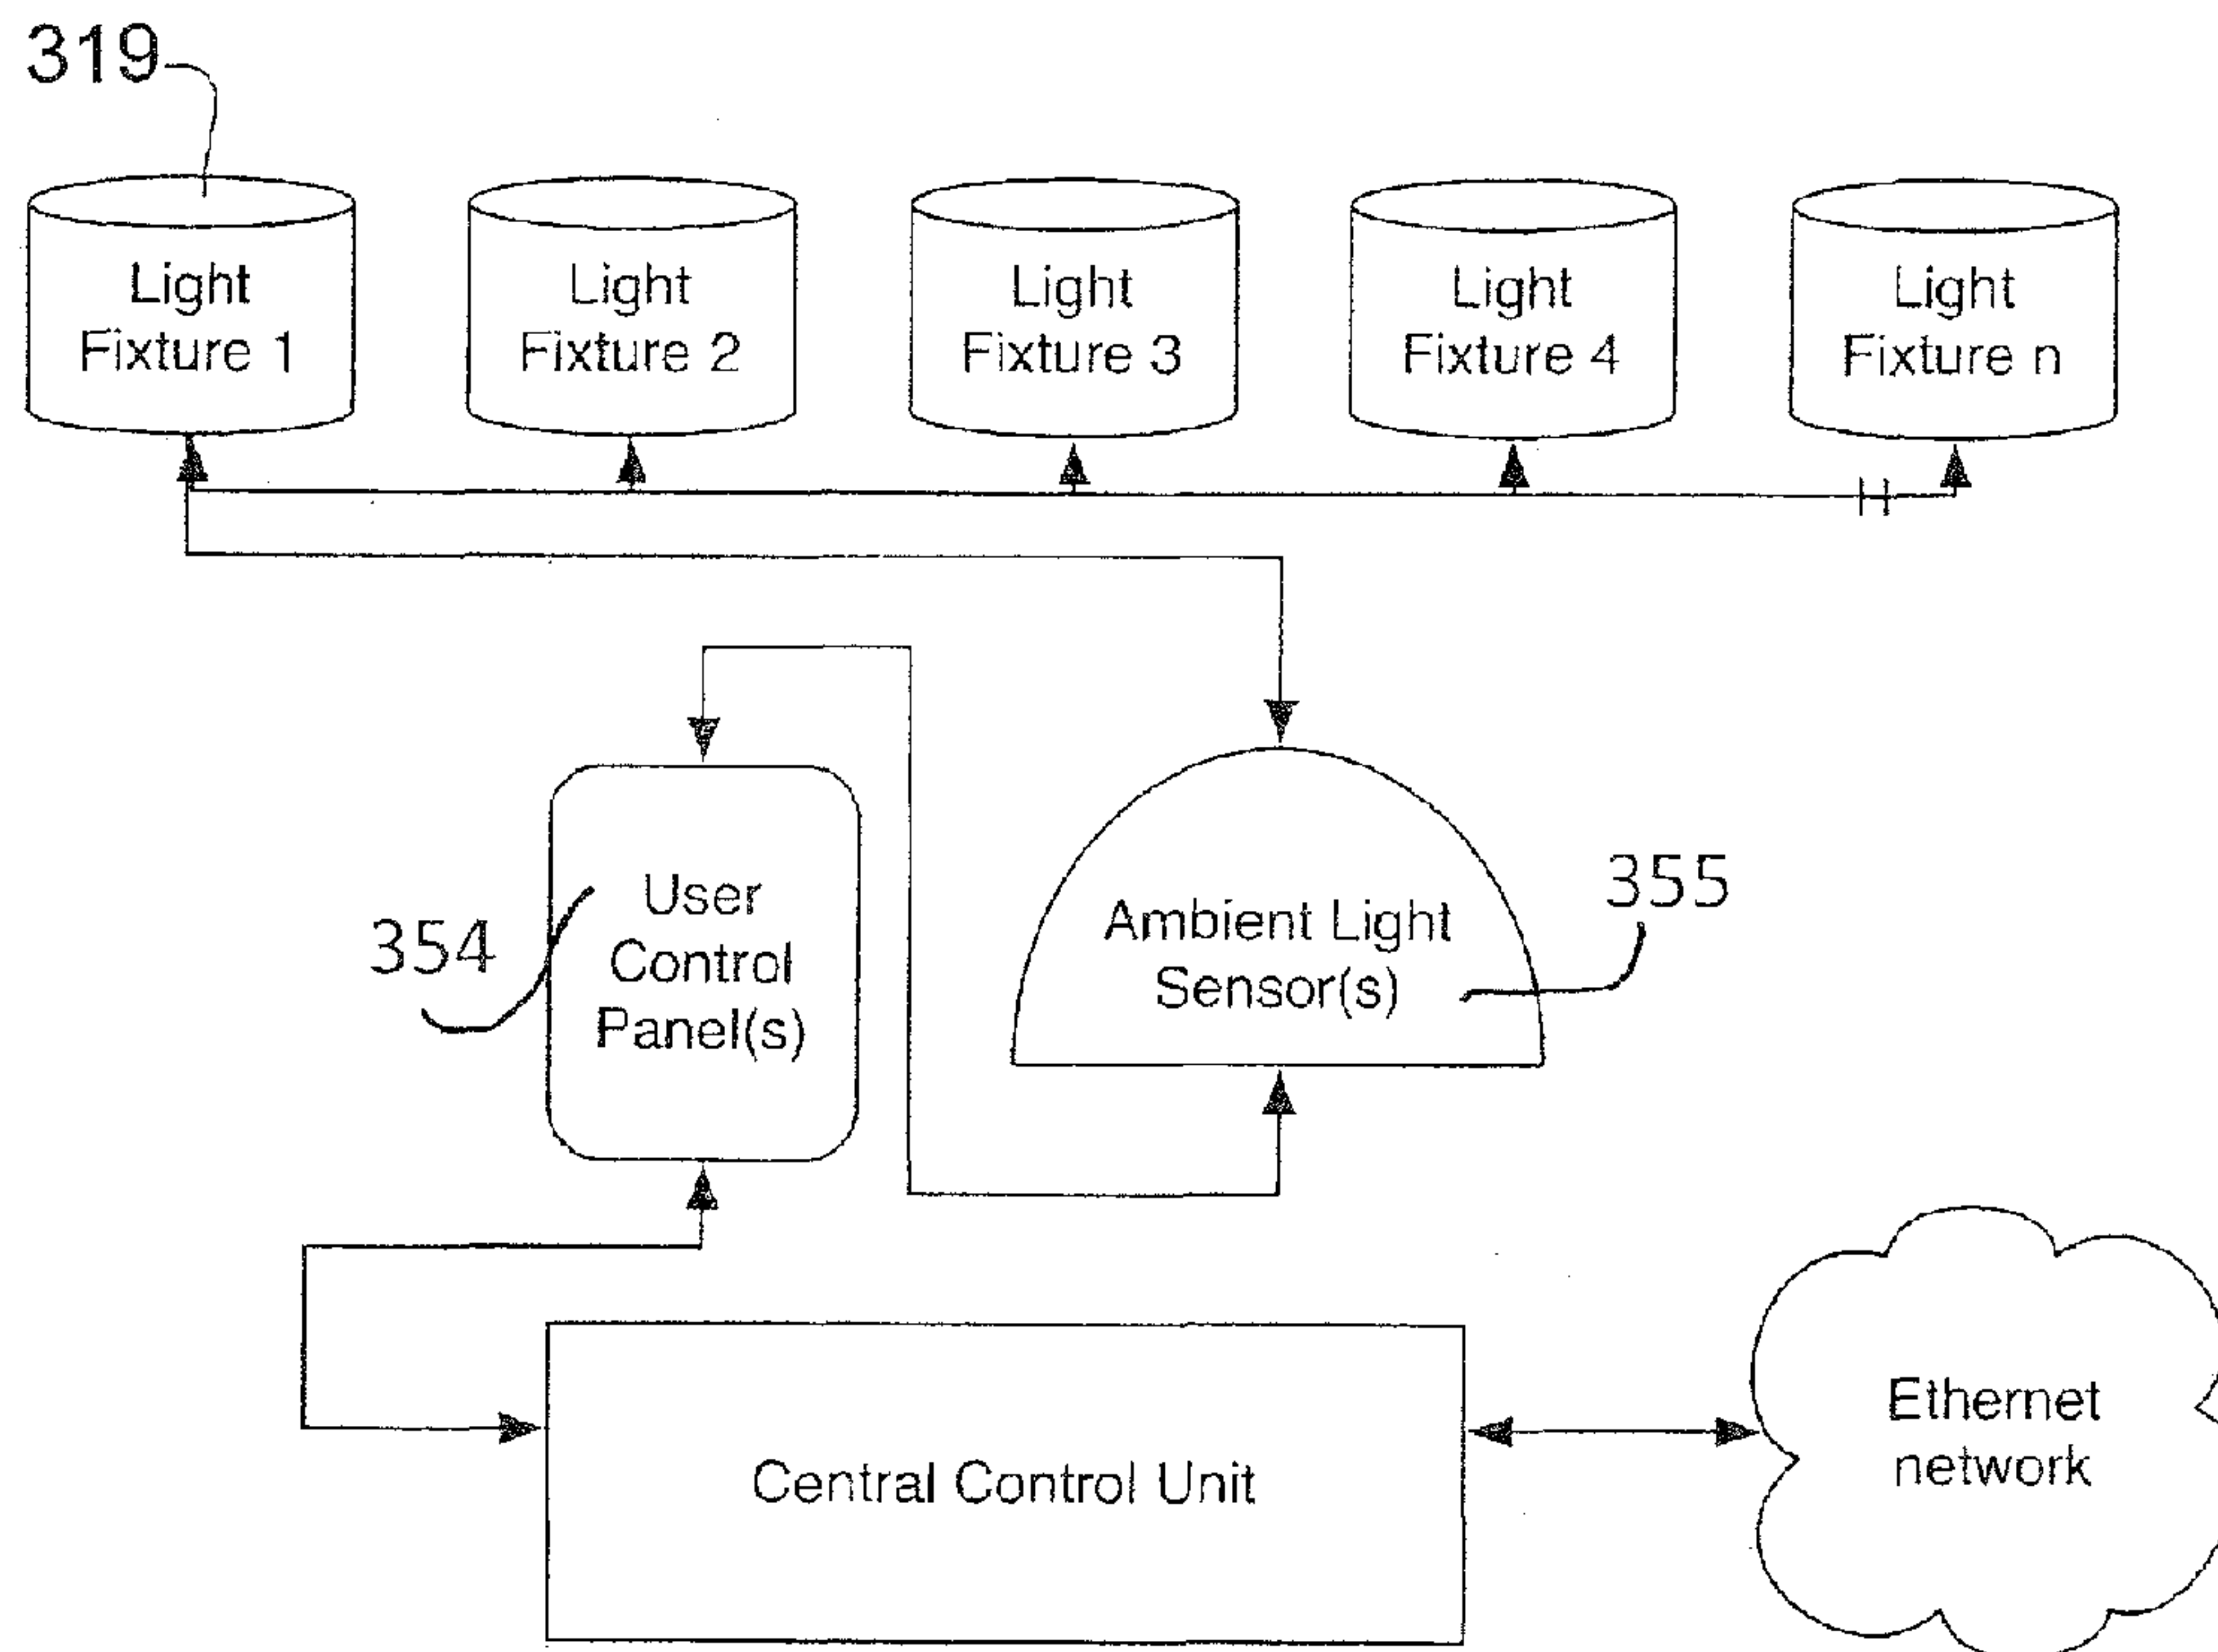 319
Light
Fixture 1
Light
Fixture 2
Light
Fixture 3
Light
Fixture 4
Light
Fixture n
354
User
Control
Panel(s)
Ambient Light
Sensor(s)
355
Central Control Unit
Ethernet
network